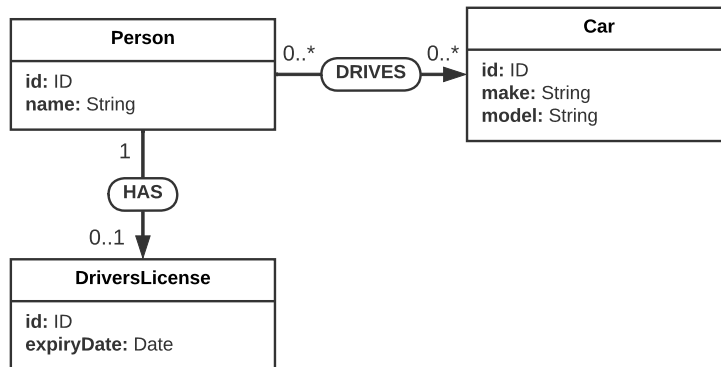 Person
id: ID
name: String
0..*
DRIVES
0..*
Car
id: ID
make: String
model: String
1
HAS
0..1
DriversLicense
id: ID
expiryDate: Date